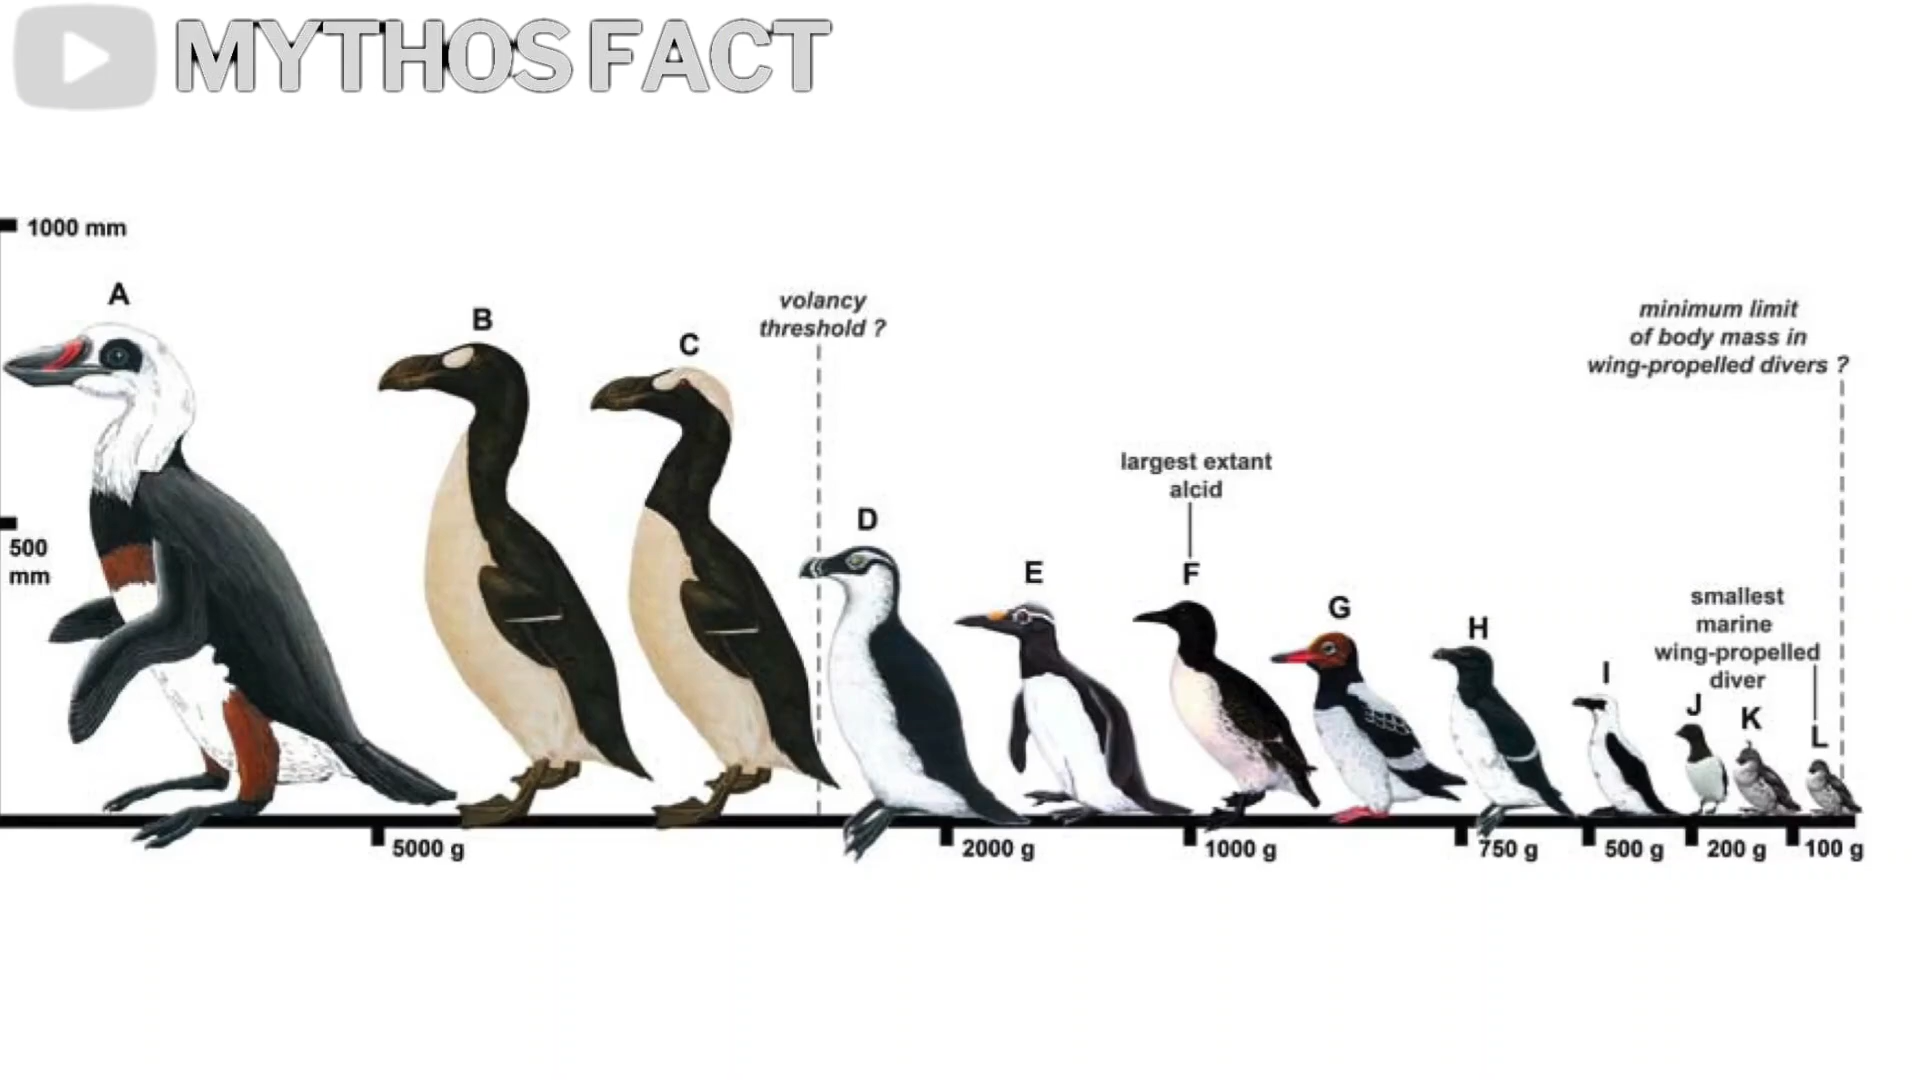 MYTHOS FACT
1000 mm
A
B
C
volancy
threshold ?
minimum limit
of body mass in
wing-propelled divers ?
largest extant
alcid
500
mm
D
E
F
G
H
smallest
marine
wing-propelled
diver
I
J
K
L
5000 g
2000 g
1000 g
750 g
500 g
200 g
100 g